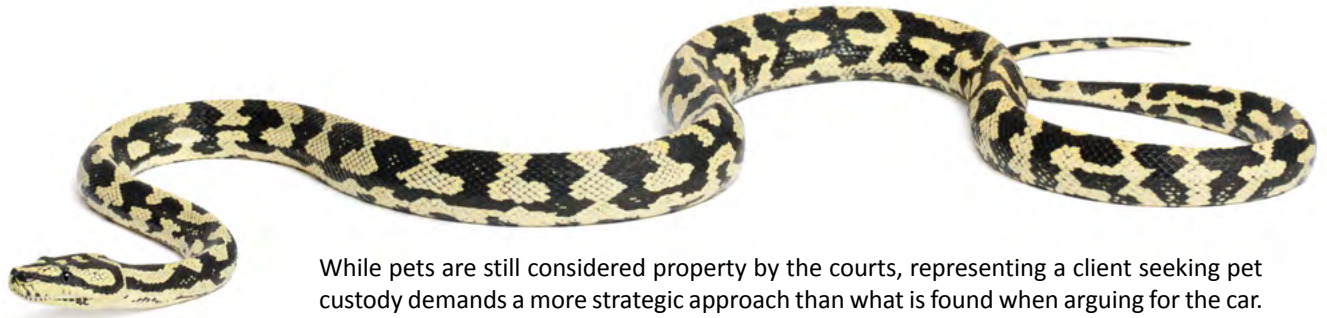 While pets are still considered property by the courts, representing a client seeking pet
custody demands a more strategic approach than what is found when arguing for the car.